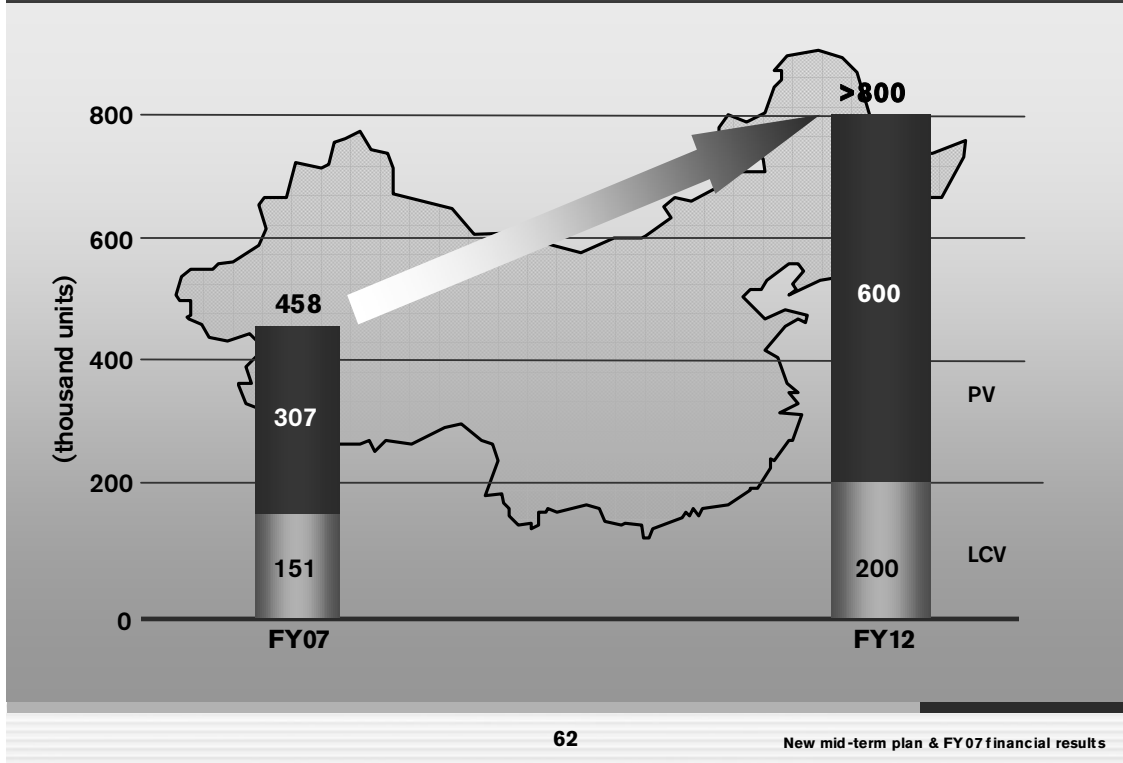 >800
800
600
(thousand units)
458
600
400
PV
307
200
LCV
151
200
0
FY07
FY12
62
New mid-term plan & FY07 financial results